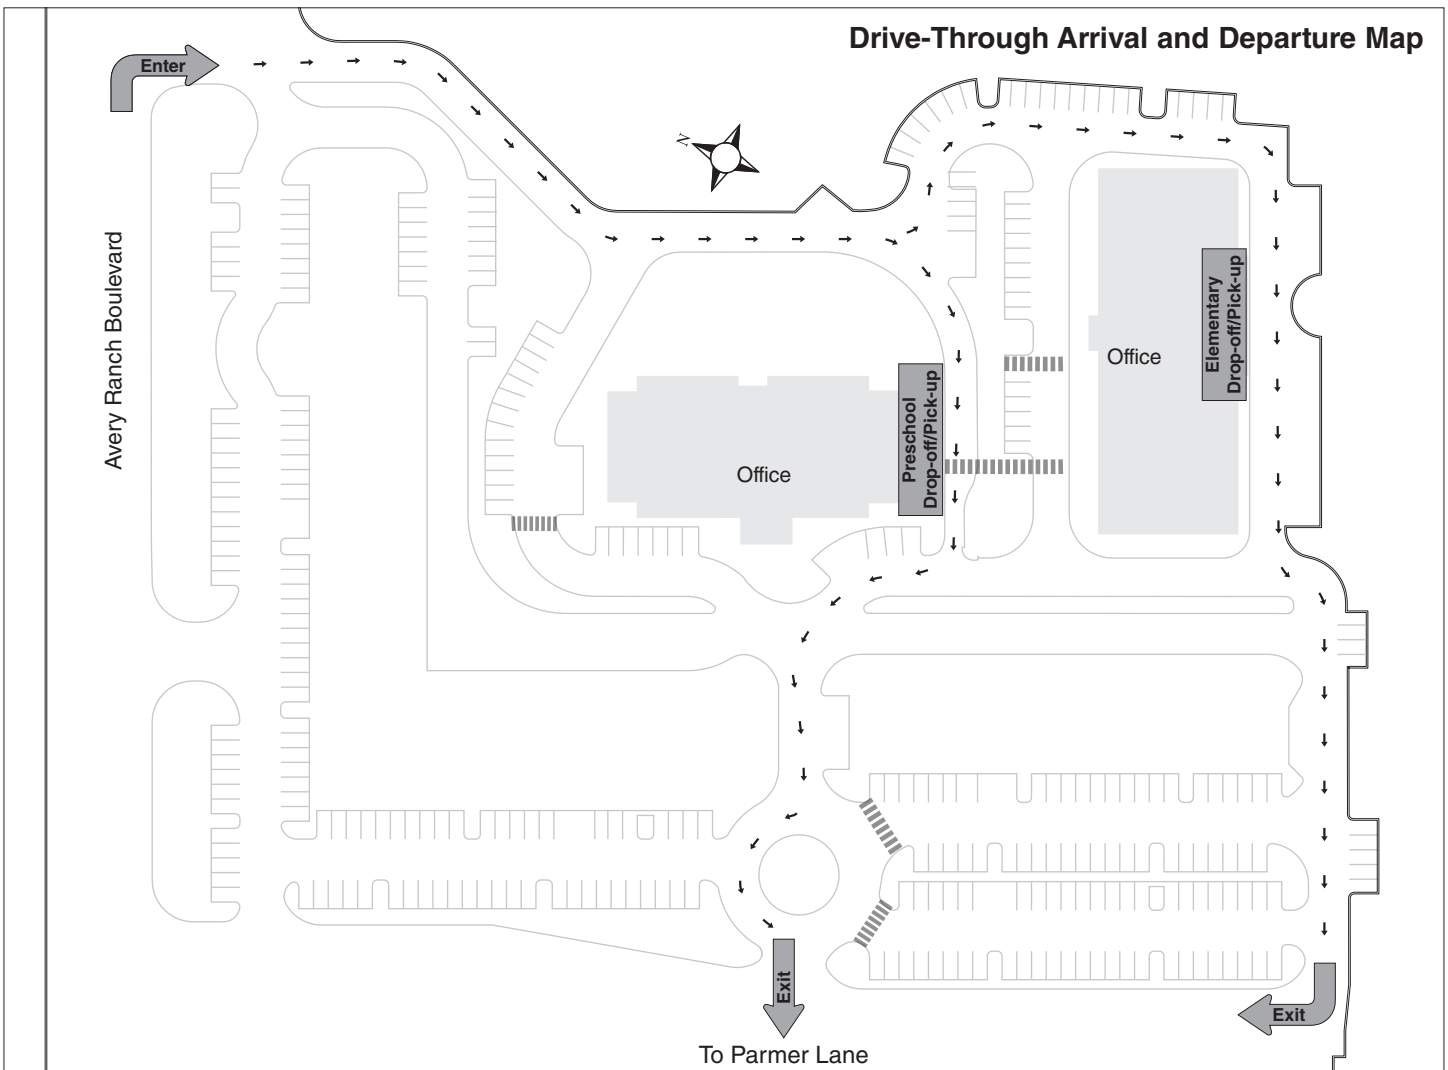 Drive-Through Arrival and Departure Map
Enter
N
Avery Ranch Boulevard
Elementary
Drop-off/Pick-up
Office
Preschool
Drop-off/Pick-up
Office
Exit
Exit
To Parmer Lane